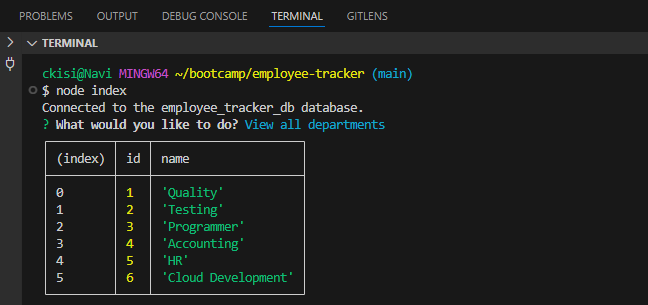 PROBLEMS OUTPUT DEBUG CONSOLE TERMINAL GITLENS
TERMINAL
ckisi@Navi MINGW64 ~/bootcamp/employee-tracker (main)
$ node index
Connected to the employee_tracker_db database.
? What would you like to do? View all departments
(index) id name
0 1 'Quality'
1 2 'Testing'
2 3 'Programmer'
3 4 'Accounting'
4 5 'HR'
5 6 'Cloud Development'